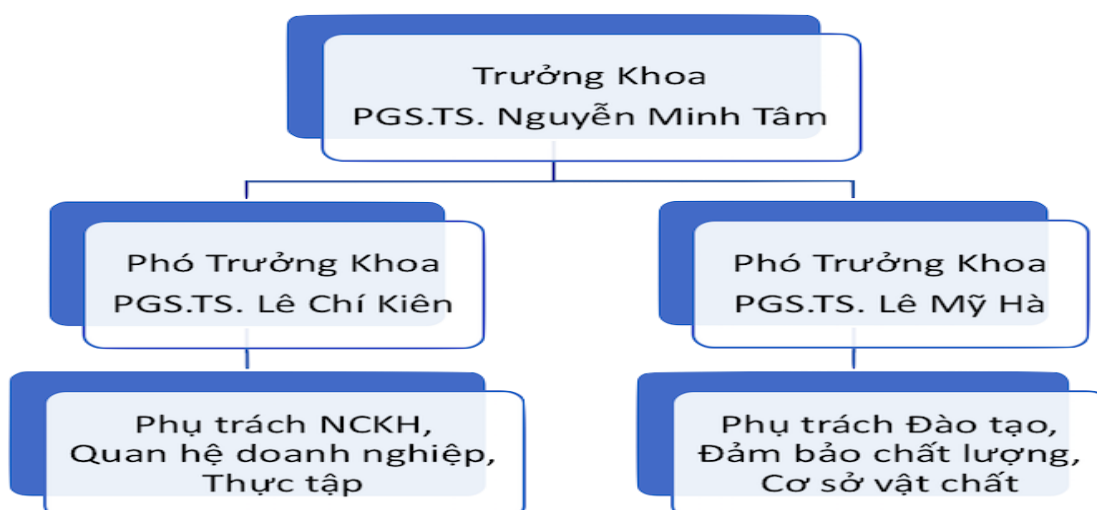 Trưởng Khoa
PGS.TS. Nguyễn Minh Tâm
Phó Trưởng Khoa
PGS.TS. Lê Chí Kiên
Phó Trưởng Khoa
PGS.TS. Lê Mỹ Hà
Phụ trách NCKH,
Quan hệ doanh nghiệp,
Thực tập
Phụ trách Đào tạo,
Đảm bảo chất lượng,
Cơ sở vật chất